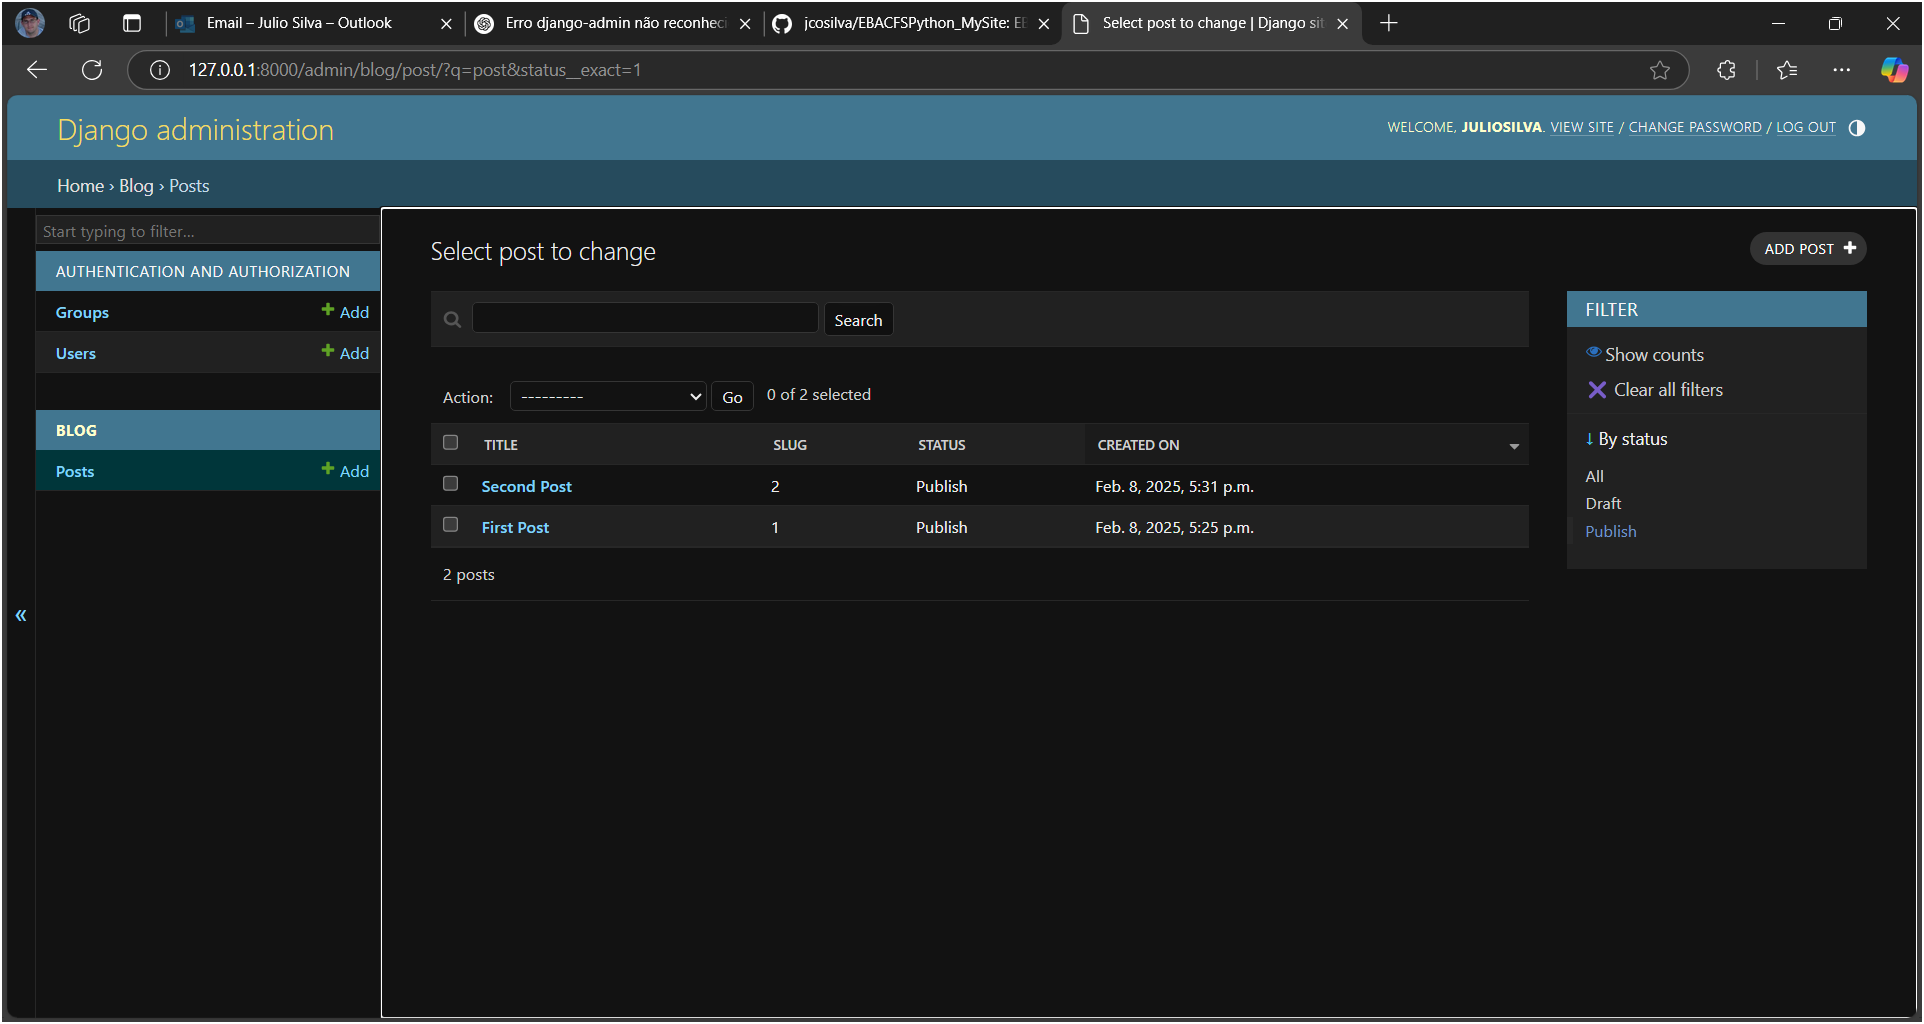 Email – Julio Silva – Outlook
Erro django-admin não reconheci
jcosilva/EBACFSPython_MySite: EE
Select post to change | Django sit
127.0.0.1:8000/admin/blog/post/?q=post&status__exact=1
Django administration
WELCOME, JULIOSILVA. VIEW SITE / CHANGE PASSWORD / LOG OUT
Home › Blog › Posts
Start typing to filter...
AUTHENTICATION AND AUTHORIZATION
Groups + Add
Users + Add
BLOG
Posts + Add
«
Select post to change
ADD POST +
Search
Action: --------- Go 0 of 2 selected
TITLE SLUG STATUS CREATED ON
Second Post 2 Publish Feb. 8, 2025, 5:31 p.m.
First Post 1 Publish Feb. 8, 2025, 5:25 p.m.
2 posts
FILTER
Show counts
Clear all filters
↓ By status
All
Draft
Publish